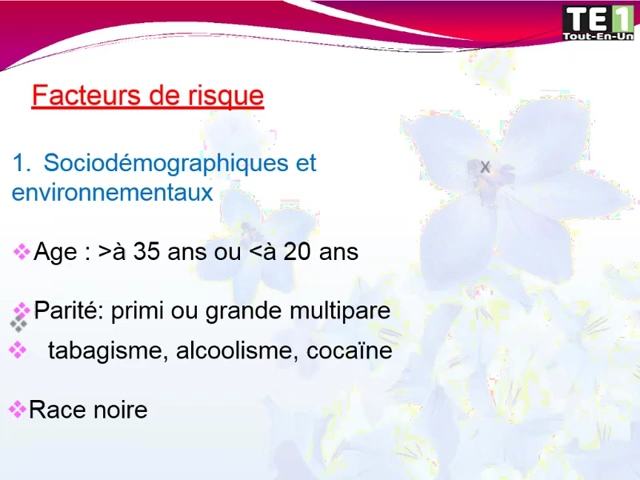 TE1
Tout-En-Un
Facteurs de risque
1. Sociodémographiques et
environnementaux
x
❖Age : >à 35 ans ou <à 20 ans
❖Parité: primi ou grande multipare
❖
❖ tabagisme, alcoolisme, cocaïne
❖Race noire